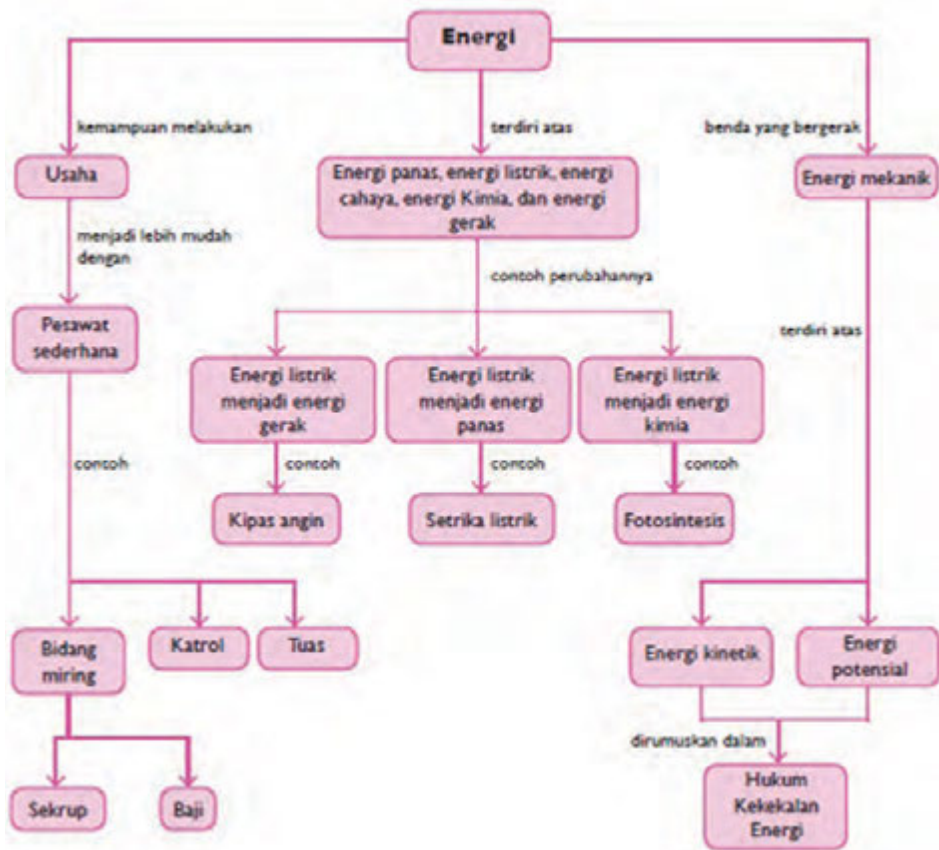 Energi
kemampuan melakukan
terdiri atas
benda yang bergerak
Usaha
Energi panas, energi listrik, energi
cahaya, energi Kimia, dan energi
gerak
Energi mekanik
menjadi lebih mudah
dengan
contoh perubahannya
Pesawat
sederhana
terdiri atas
Energi listrik
menjadi energi
gerak
Energi listrik
menjadi energi
panas
Energi listrik
menjadi energi
kimia
contoh
contoh
contoh
contoh
Kipas angin
Setrika listrik
Fotosintesis
Bidang
miring
Katrol
Tuas
Energi kinetik
Energi
potensial
dirumuskan dalam
Sekrup
Baji
Hukum
Kekekalan
Energi